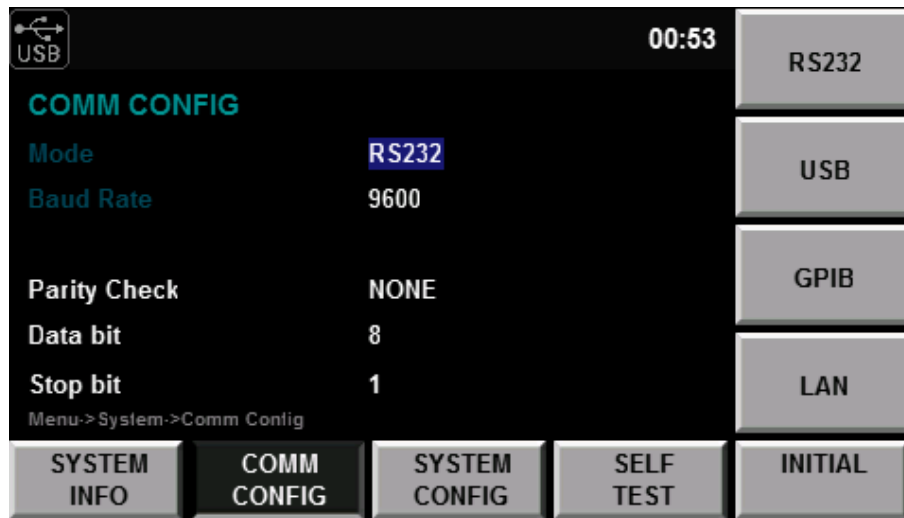 USB
00:53
COMM CONFIG
Mode RS232
Baud Rate 9600
Parity Check NONE
Data bit 8
Stop bit 1
Menu->System->Comm Config
RS232
USB
GPIB
LAN
SYSTEM INFO
COMM CONFIG
SYSTEM CONFIG
SELF TEST
INITIAL